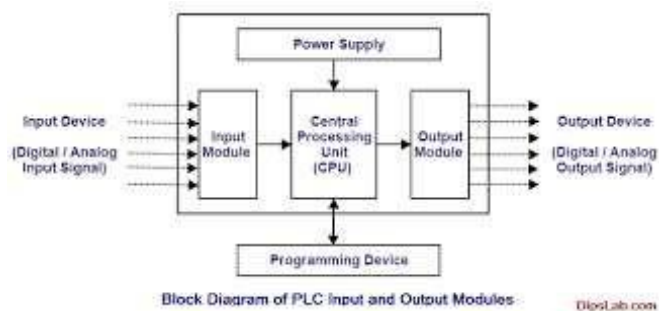 Power Supply
Input Device
(Digital / Analog
Input Signal)
Input
Module
Central
Processing
Unit
(CPU)
Output
Module
Output Device
(Digital / Analog
Output Signal)
Programming Device
Block Diagram of PLC Input and Output Modules
DipsLab.com